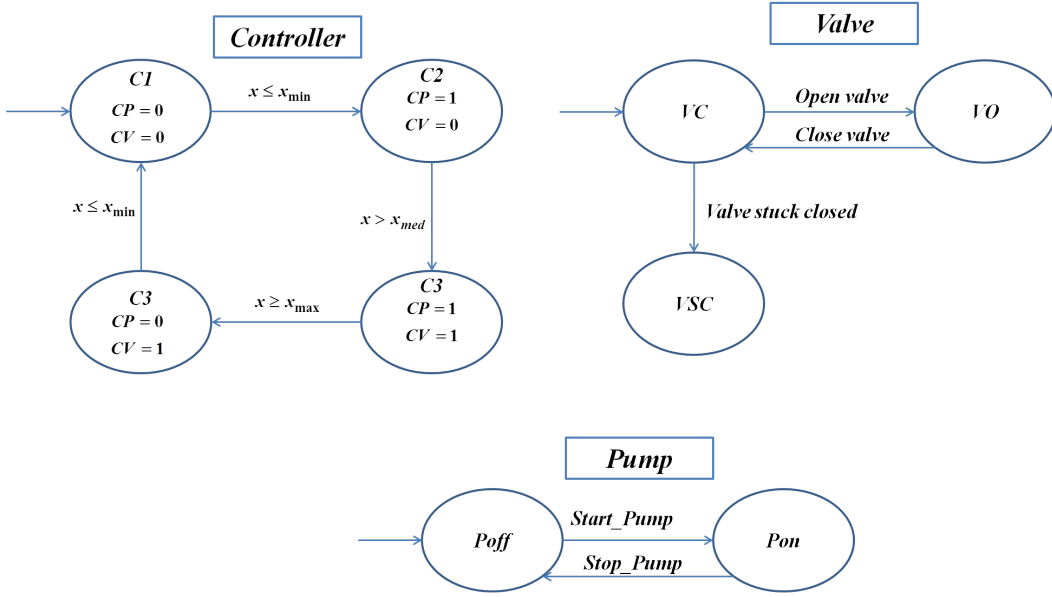 Controller
C1
CP = 0
CV = 0
x ≤ x_min
C2
CP = 1
CV = 0
x > x_med
C3
CP = 1
CV = 1
x ≥ x_max
C3
CP = 0
CV = 1
x ≤ x_min
Valve
VC
Open valve
Close valve
VO
Valve stuck closed
VSC
Pump
Poff
Start_Pump
Stop_Pump
Pon